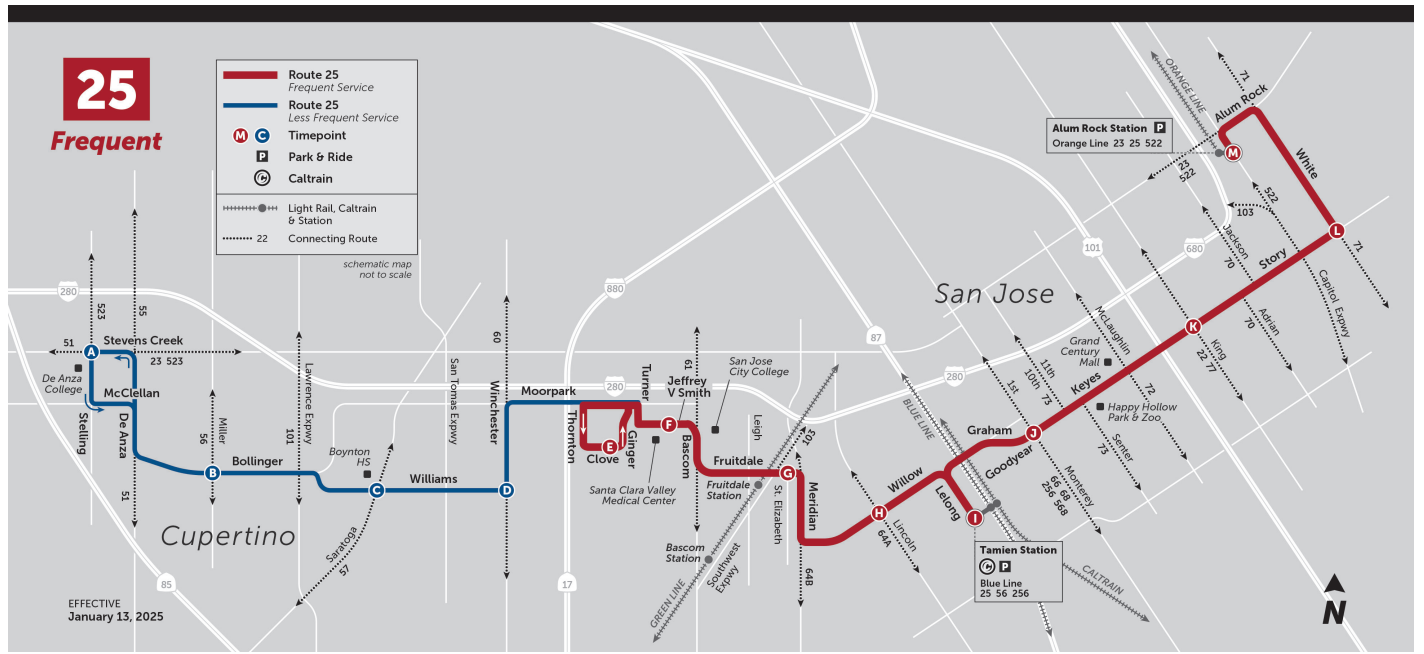 25
Frequent
Route 25
Frequent Service
Route 25
Less Frequent Service
M C Timepoint
P Park & Ride
C Caltrain
Light Rail, Caltrain
& Station
22 Connecting Route
schematic map
not to scale
ORANGE LINE
71
Alum Rock
Alum Rock Station P
Orange Line 23 25 522
M
23
522
White
522
103
L
71
Jackson
70
Story
101
680
Capitol Expwy
San Jose
280
523
55
880
51
A
Stevens Creek
23 523
De Anza
College
McClellan
Stelling
De Anza
51
Miller
56
Lawrence Expwy
101
San Tomas Expwy
60
Winchester
Moorpark
280
Turner
Thornton
Ginger
E
Clove
61
Jeffrey
V Smith
F
Bascom
San Jose
City College
Santa Clara Valley
Medical Center
Leigh
103
87
BLUE LINE
280
1st
11th
10th
73
McLaughlin
Grand
Century
Mall
K
Adrian
70
King
22 77
Keyes
72
Happy Hollow
Park & Zoo
Senter
73
J
Graham
Goodyear
Monterey
66 68
256 568
B
Bollinger
Boynton
HS
C
Williams
D
Fruitdale
G
Fruitdale
Station
St. Elizabeth
Meridian
Willow
H
Lincoln
64A
Lelong
I
Cupertino
Saratoga
57
Bascom
Station
Southwest
Expwy
GREEN LINE
64B
Tamien Station
C P
Blue Line
25 56 256
CALTRAIN
85
17
EFFECTIVE
January 13, 2025
N